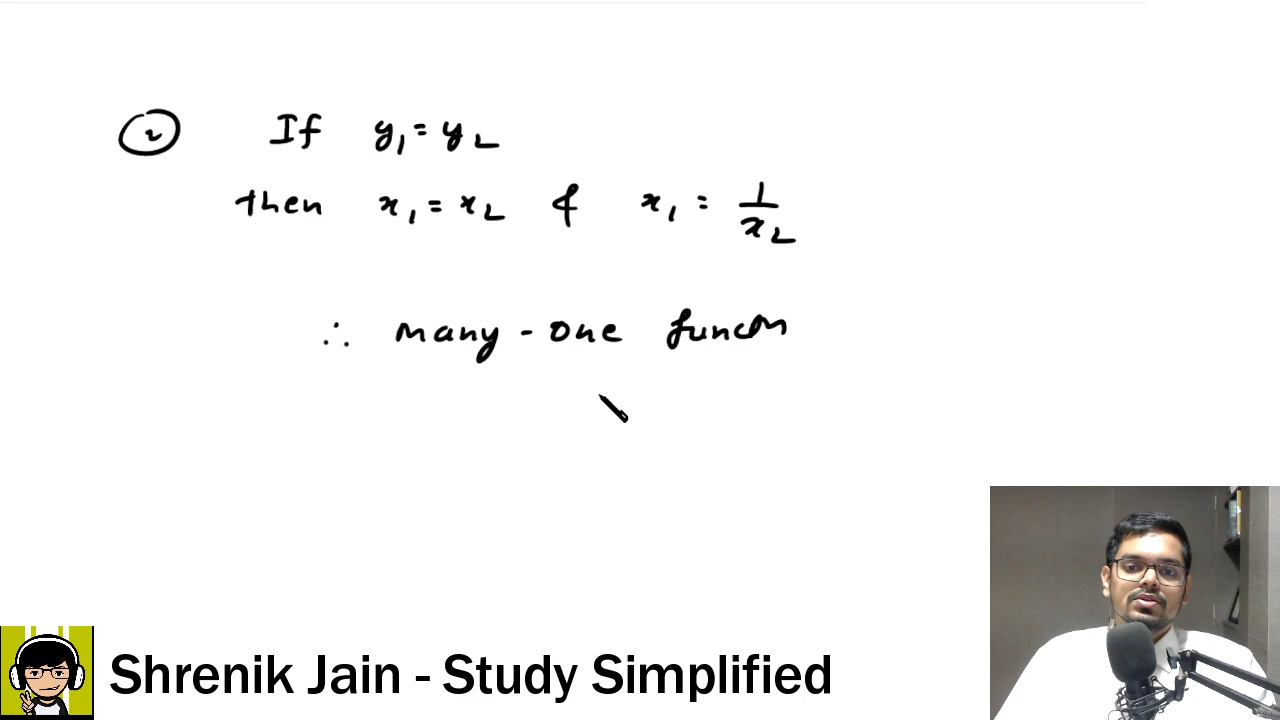 ② If y₁ = y₂
then x₁ = x₂ & x₁ = 1/x₂
∴ many-one funcn
Shrenik Jain - Study Simplified